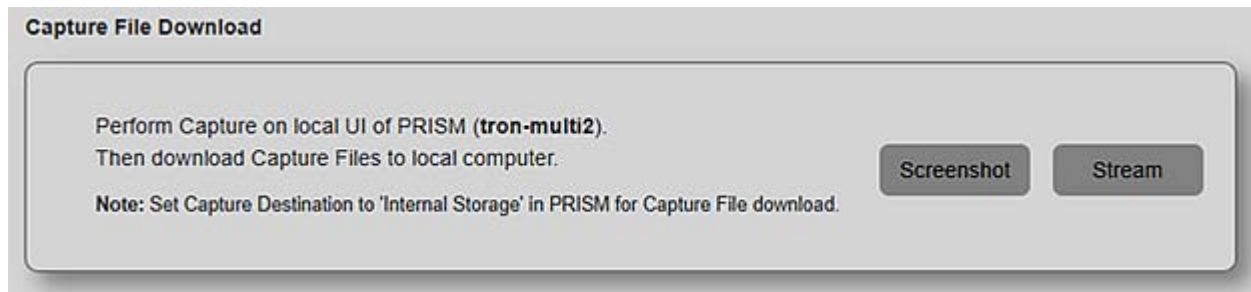 Capture File Download
Perform Capture on local UI of PRISM (tron-multi2).
Then download Capture Files to local computer.
Screenshot
Stream
Note: Set Capture Destination to 'Internal Storage' in PRISM for Capture File download.